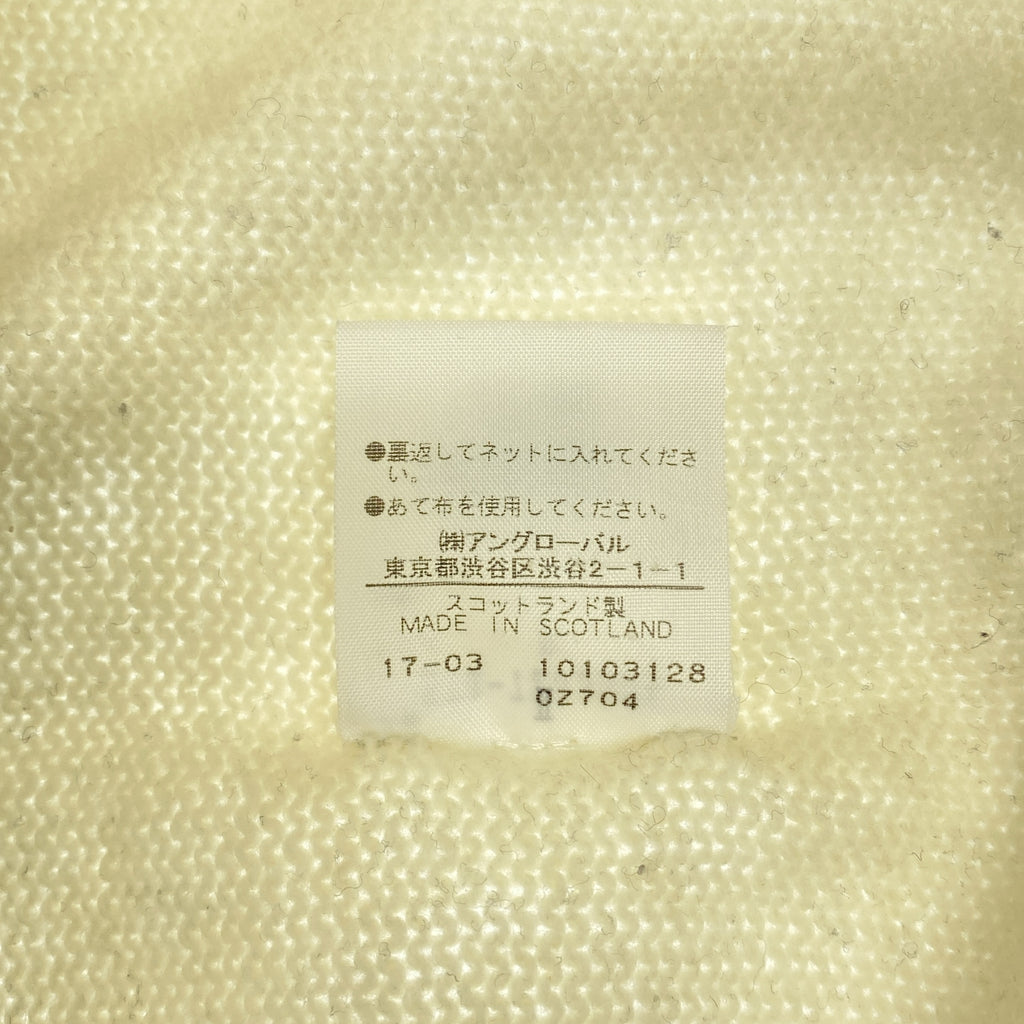 ●裏返してネットに入れてくださ
い。
●あて布を使用してください。
㈱アングローバル
東京都渋谷区渋谷2-1-1
スコットランド製
MADE IN SCOTLAND
17-03 10103128
0Z704